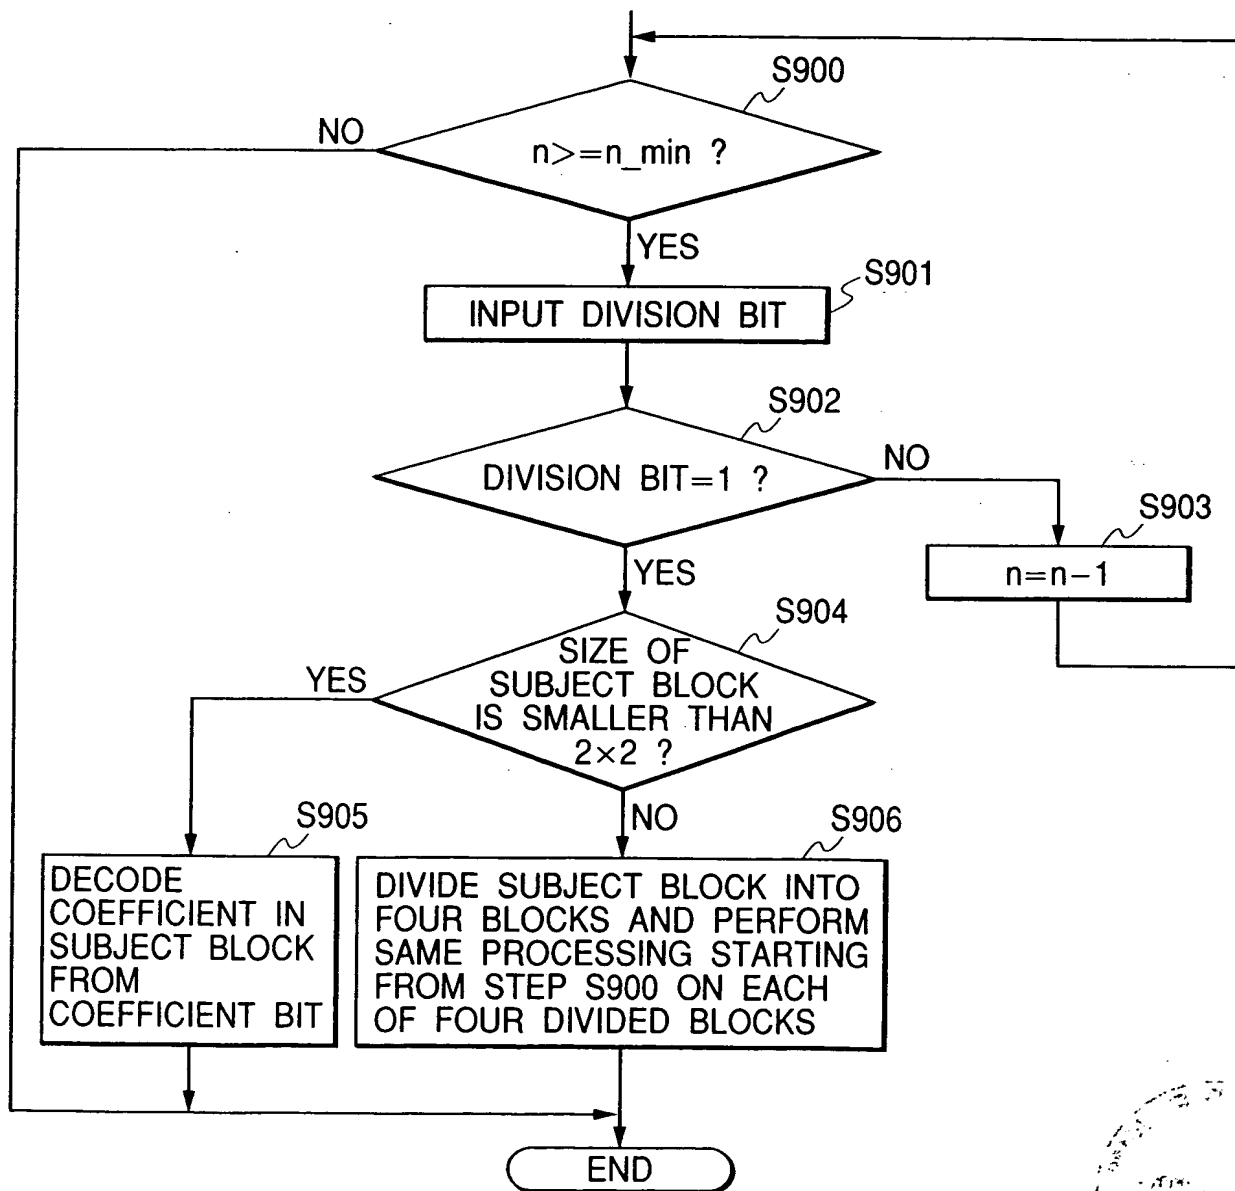 S900
NO
n>=n_min ?
YES
S901
INPUT DIVISION BIT
S902
DIVISION BIT=1 ?
NO
S903
n=n-1
YES
S904
SIZE OF
SUBJECT BLOCK
IS SMALLER THAN
2×2 ?
YES
NO
S905
DECODE
COEFFICIENT IN
SUBJECT BLOCK
FROM
COEFFICIENT BIT
S906
DIVIDE SUBJECT BLOCK INTO
FOUR BLOCKS AND PERFORM
SAME PROCESSING STARTING
FROM STEP S900 ON EACH
OF FOUR DIVIDED BLOCKS
END